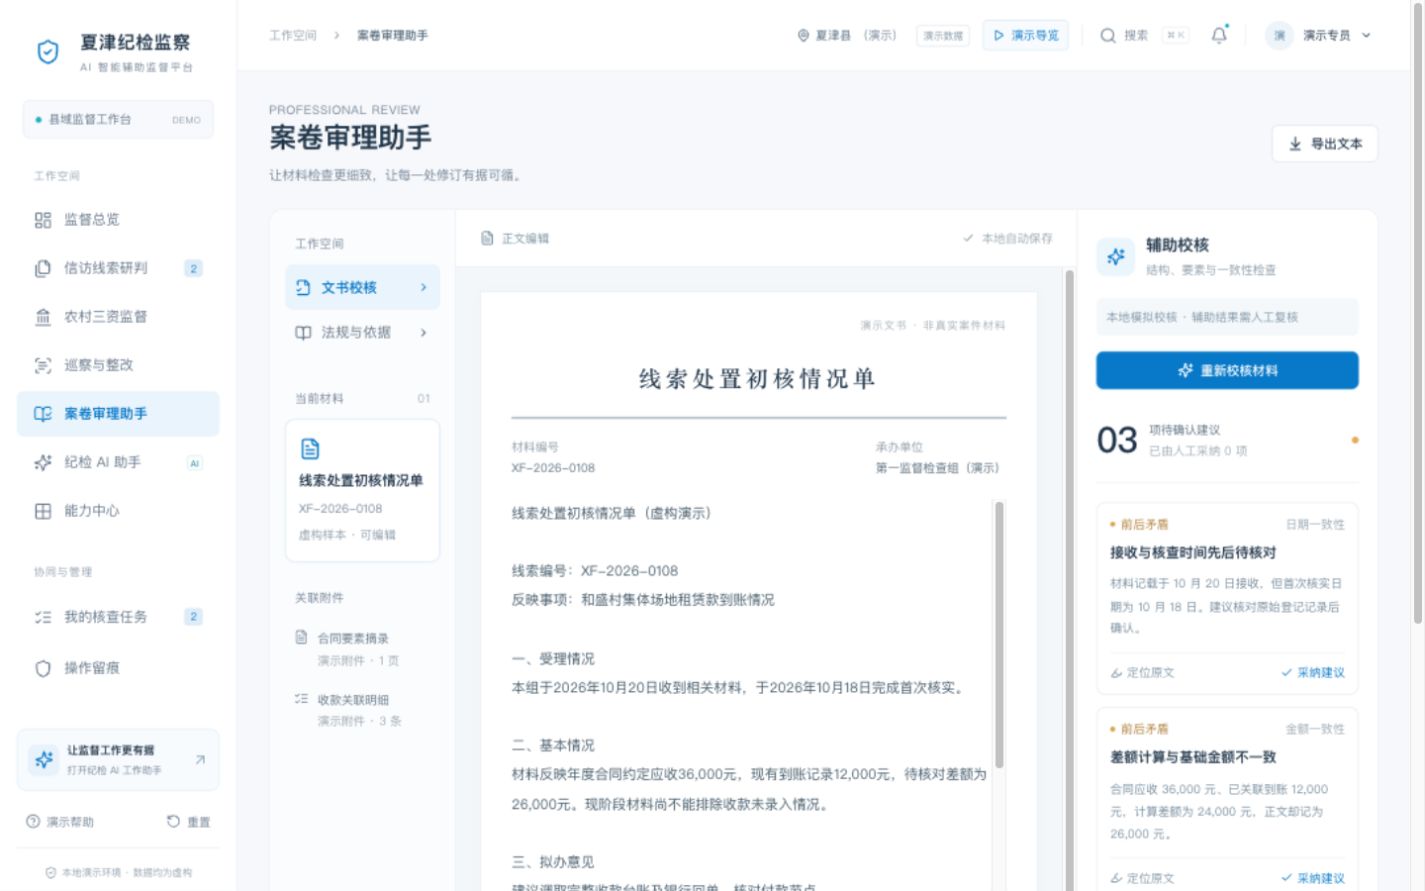 夏津纪检监察
AI 智能辅助监督平台
县域监督工作台 DEMO
工作空间
监督总览
信访线索研判 2
农村三资监督
巡察与整改
案卷审理助手
纪检 AI 助手 AI
能力中心
协同与管理
我的核查任务 2
操作留痕
让监督工作更有据
打开纪检 AI 工作助手
演示帮助 重置
本地演示环境 · 数据均为虚构
工作空间 > 案卷审理助手
夏津县 (演示) 演示数据 演示导览 搜索 ⌘ K 演 演示专员
PROFESSIONAL REVIEW
案卷审理助手
让材料检查更细致，让每一处修订有据可循。
导出文本
工作空间
文书校核
法规与依据
当前材料 01
线索处置初核情况单
XF-2026-0108
虚构样本 · 可编辑
关联附件
合同要素摘录
演示附件 · 1 页
收款关联明细
演示附件 · 3 条
正文编辑 本地自动保存
演示文书 · 非真实案件材料
线索处置初核情况单
材料编号 承办单位
XF-2026-0108 第一监督检查组（演示）
线索处置初核情况单（虚构演示）
线索编号：XF-2026-0108
反映事项：和盛村集体场地租赁款到账情况
一、受理情况
本组于2026年10月20日收到相关材料，于2026年10月18日完成首次核实。
二、基本情况
材料反映年度合同约定应收36,000元，现有到账记录12,000元，待核对差额为
26,000元。现阶段材料尚不能排除收款未录入情况。
三、拟办意见
建议调取完整收款台账及银行回单，核对付款节点
辅助校核
结构、要素与一致性检查
本地模拟校核 · 辅助结果需人工复核
重新校核材料
03 项待确认建议
已由人工采纳 0 项
前后矛盾 日期一致性
接收与核查时间先后待核对
材料记载于 10 月 20 日接收，但首次核实日
期为 10 月 18 日。建议核对原始登记记录后
确认。
定位原文 采纳建议
前后矛盾 金额一致性
差额计算与基础金额不一致
合同应收 36,000 元、已关联到账 12,000
元，计算差额为 24,000 元，正文却记为
26,000 元。
定位原文 采纳建议